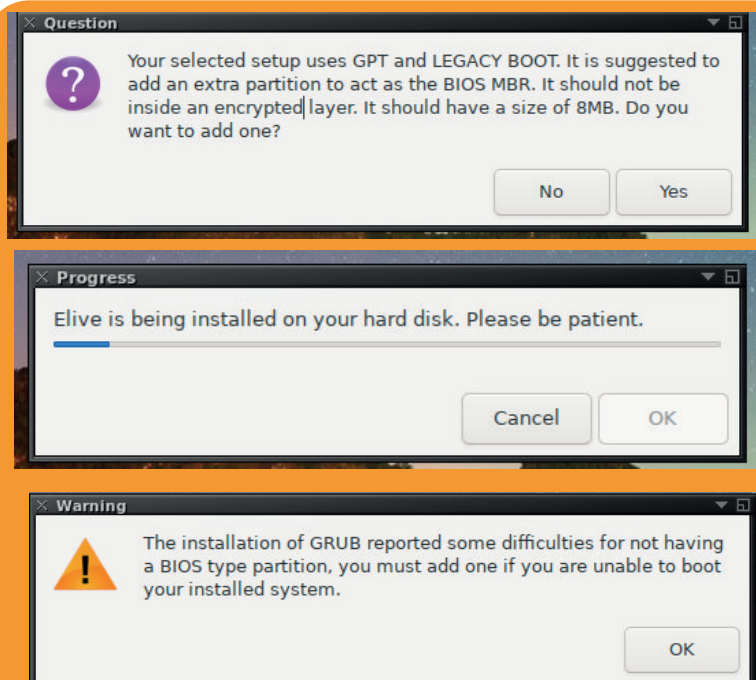 Question
Your selected setup uses GPT and LEGACY BOOT. It is suggested to
add an extra partition to act as the BIOS MBR. It should not be
inside an encrypted layer. It should have a size of 8MB. Do you
want to add one?
No Yes
Progress
Elive is being installed on your hard disk. Please be patient.
Cancel OK
Warning
The installation of GRUB reported some difficulties for not having
a BIOS type partition, you must add one if you are unable to boot
your installed system.
OK